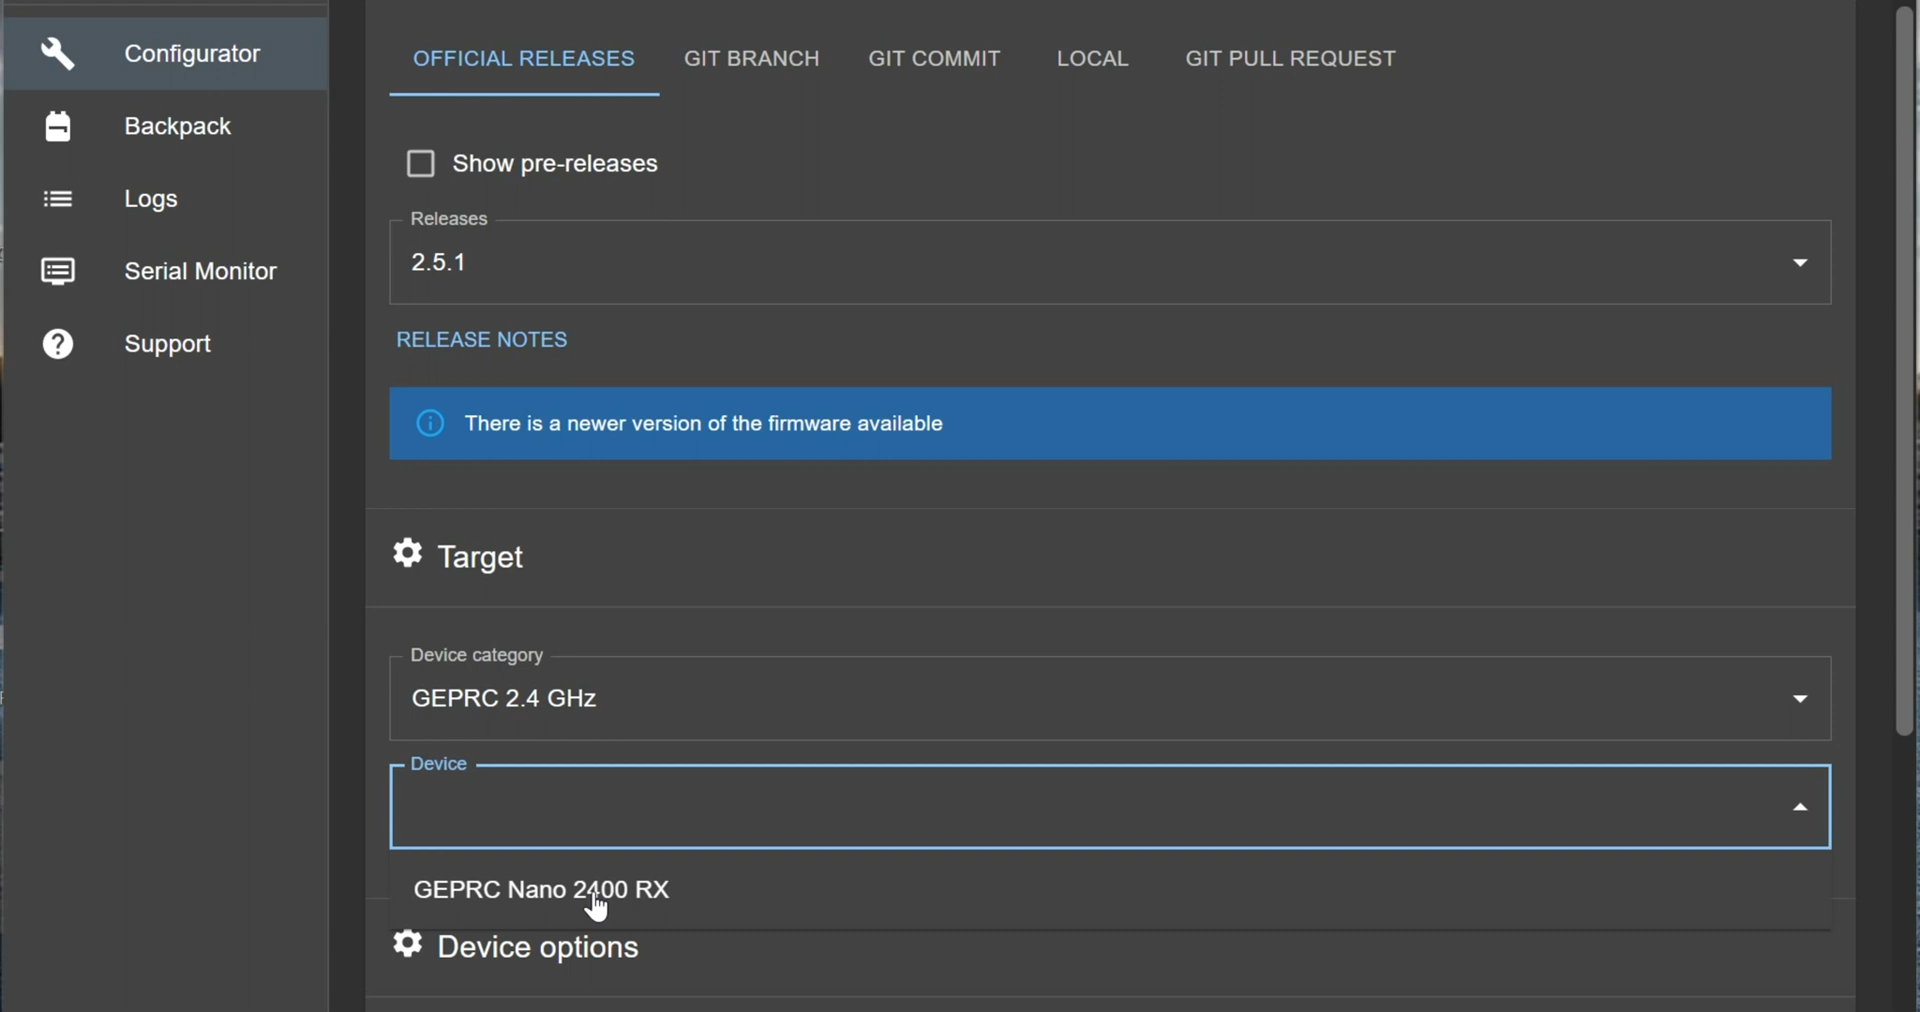 Configurator
Backpack
Logs
Serial Monitor
Support
OFFICIAL RELEASES GIT BRANCH GIT COMMIT LOCAL GIT PULL REQUEST
Show pre-releases
Releases
2.5.1
RELEASE NOTES
There is a newer version of the firmware available
Target
Device category
GEPRC 2.4 GHz
Device
GEPRC Nano 2400 RX
Device options